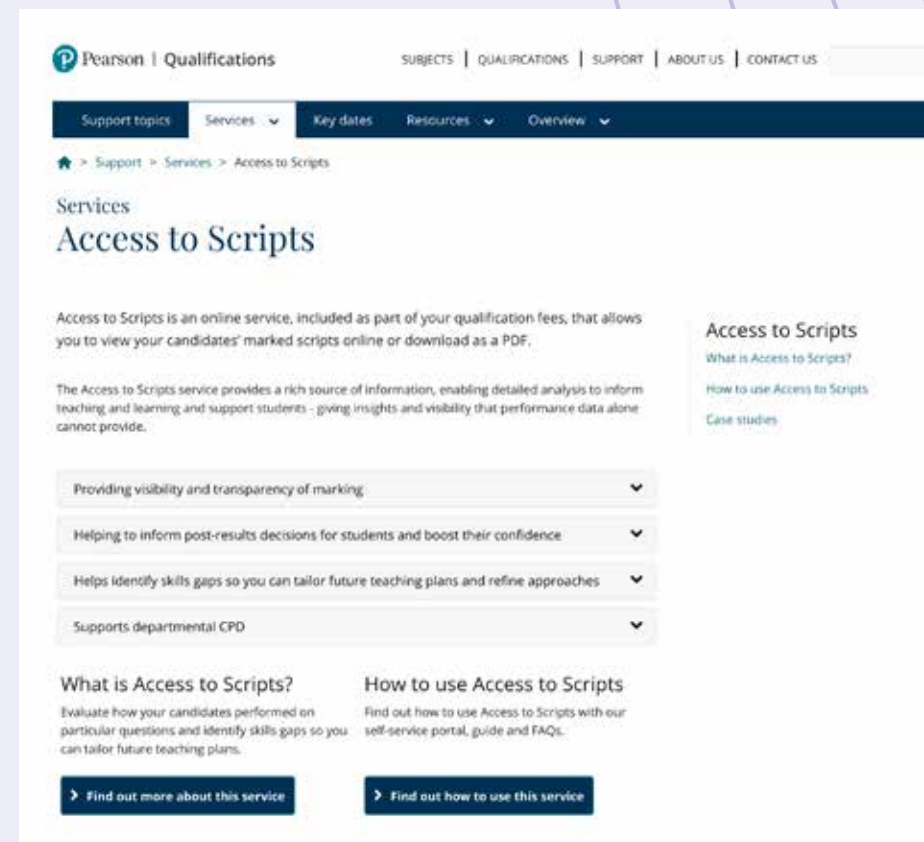 Pearson | Qualifications
SUBJECTS | QUALIFICATIONS | SUPPORT | ABOUT US | CONTACT US
Support topics Services Key dates Resources Overview
> Support > Services > Access to Scripts
Services
Access to Scripts
Access to Scripts is an online service, included as part of your qualification fees, that allows
you to view your candidates' marked scripts online or download as a PDF.
The Access to Scripts service provides a rich source of information, enabling detailed analysis to inform
teaching and learning and support students - giving insights and visibility that performance data alone
cannot provide.
Access to Scripts
What is Access to Scripts?
How to use Access to Scripts
Case studies
Providing visibility and transparency of marking
Helping to inform post-results decisions for students and boost their confidence
Helps identify skills gaps so you can tailor future teaching plans and refine approaches
Supports departmental CPD
What is Access to Scripts?
Evaluate how your candidates performed on
particular questions and identify skills gaps so you
can tailor future teaching plans.
> Find out more about this service
How to use Access to Scripts
Find out how to use Access to Scripts with our
self-service portal, guide and FAQs.
> Find out how to use this service